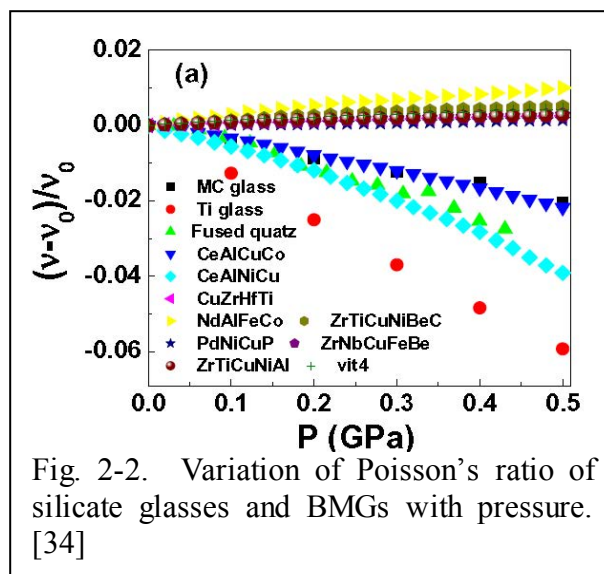 0.02
(a)
0.00
-0.02
-0.04
-0.06
(ν-ν₀)/ν₀
MC glass
Ti glass
Fused quatz
CeAlCuCo
CeAlNiCu
CuZrHfTi
NdAlFeCo ZrTiCuNiBeC
PdNiCuP ZrNbCuFeBe
ZrTiCuNiAl vit4
0.0 0.1 0.2 0.3 0.4 0.5
P (GPa)
Fig. 2-2. Variation of Poisson’s ratio of
silicate glasses and BMGs with pressure.
[34]